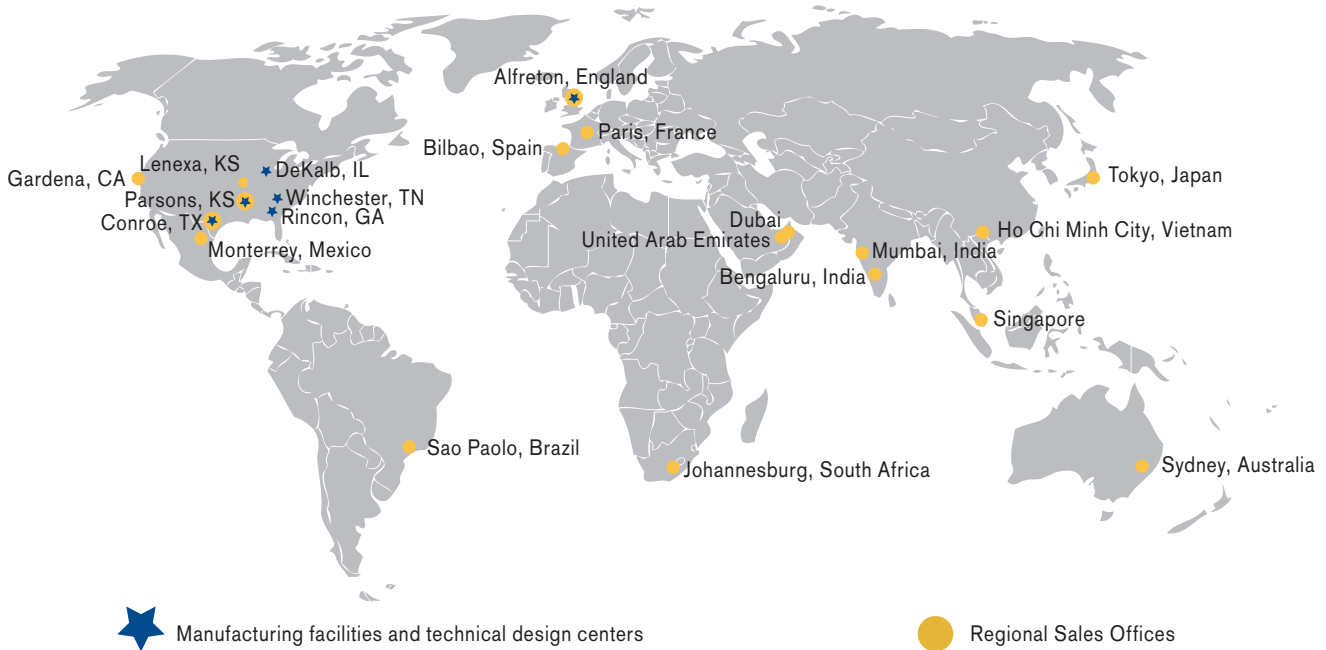 Alfreton, England
Paris, France
Bilbao, Spain
Lenexa, KS
DeKalb, IL
Gardena, CA
Parsons, KS
Winchester, TN
Rincon, GA
Conroe, TX
Monterrey, Mexico
Tokyo, Japan
Dubai
United Arab Emirates
Ho Chi Minh City, Vietnam
Mumbai, India
Bengaluru, India
Singapore
Sao Paolo, Brazil
Johannesburg, South Africa
Sydney, Australia
Manufacturing facilities and technical design centers
Regional Sales Offices